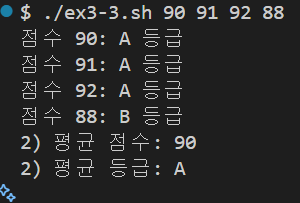 $ ./ex3-3.sh 90 91 92 88
점수 90: A 등급
점수 91: A 등급
점수 92: A 등급
점수 88: B 등급
2) 평균 점수: 90
2) 평균 등급: A